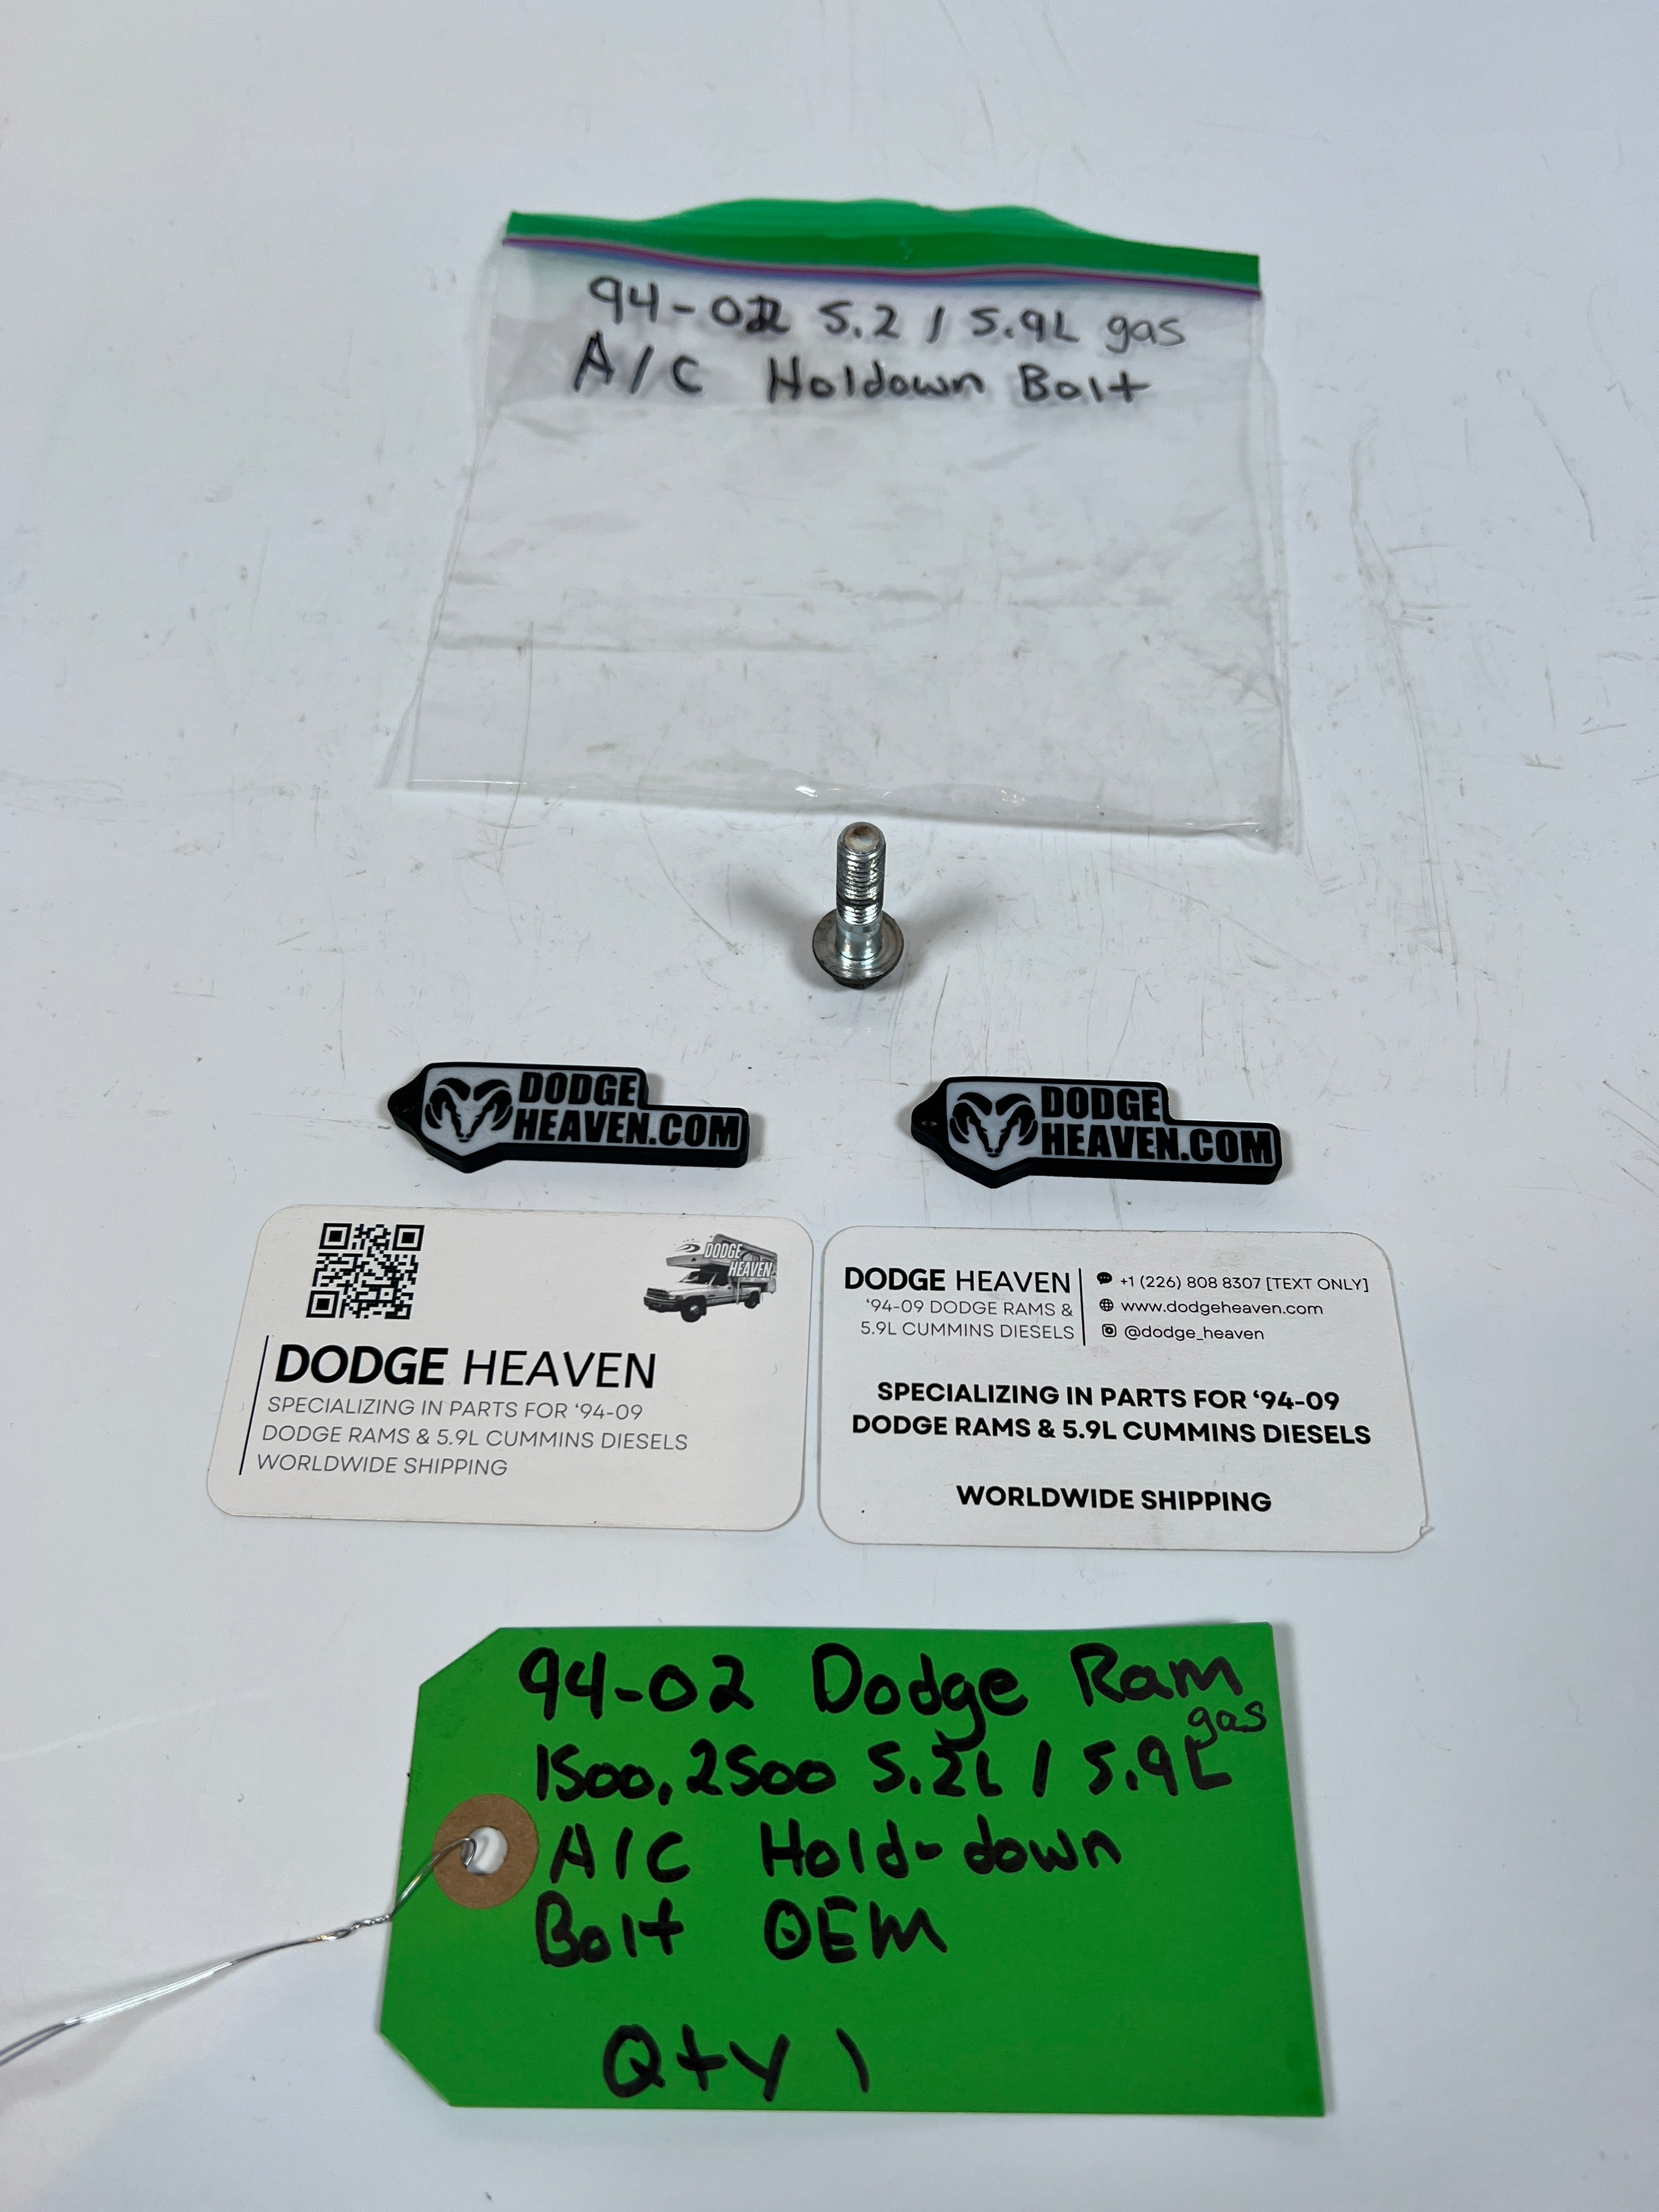 94-02 5.2 / 5.9L gas
A/C Holdown Bolt
DODGE
HEAVEN.COM
DODGE
HEAVEN.COM
DODGE
HEAVEN
DODGE HEAVEN
SPECIALIZING IN PARTS FOR ‘94-09
DODGE RAMS & 5.9L CUMMINS DIESELS
WORLDWIDE SHIPPING
DODGE HEAVEN
‘94-09 DODGE RAMS &
5.9L CUMMINS DIESELS
+1 (226) 808 8307 [TEXT ONLY]
www.dodgeheaven.com
@dodge_heaven
SPECIALIZING IN PARTS FOR ‘94-09
DODGE RAMS & 5.9L CUMMINS DIESELS
WORLDWIDE SHIPPING
94-02 Dodge Ram
gas
1500, 2500 5.2L / 5.9L
A/C Hold-down
Bolt OEM
Qty 1